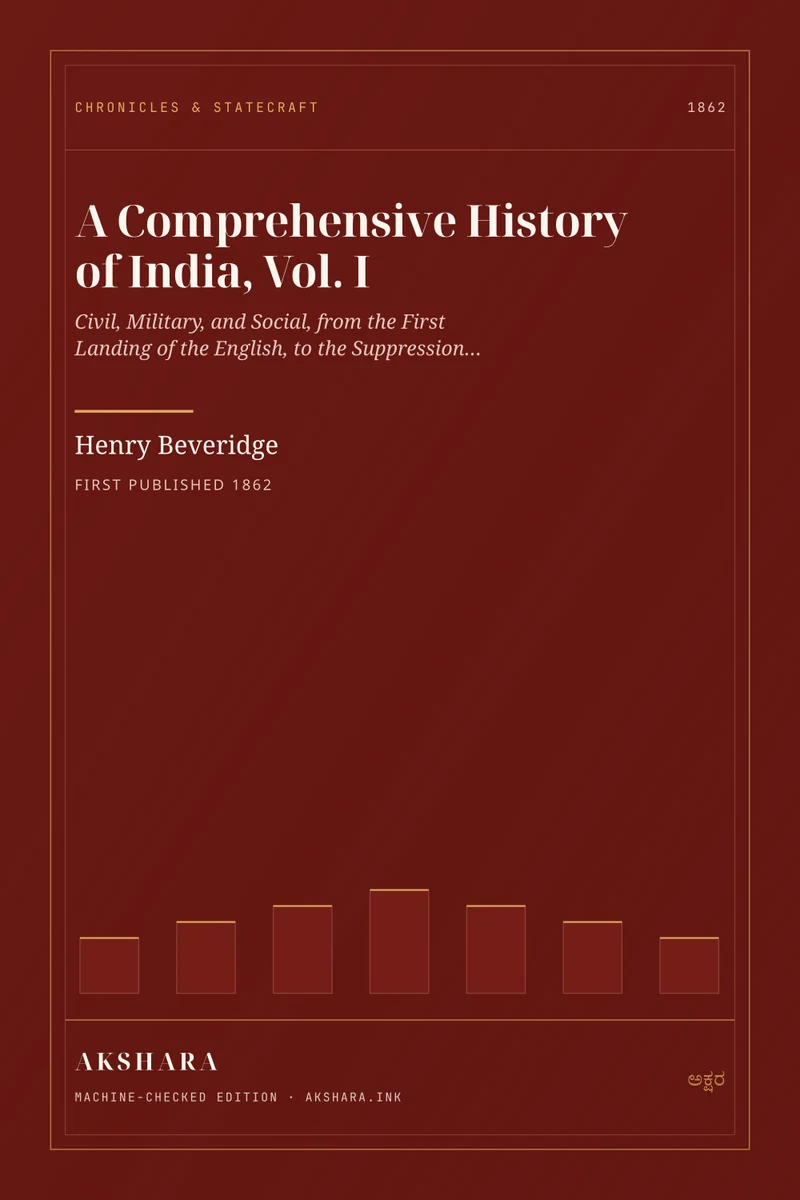 CHRONICLES & STATECRAFT
1862
A Comprehensive History
of India, Vol. I
Civil, Military, and Social, from the First
Landing of the English, to the Suppression...
Henry Beveridge
FIRST PUBLISHED 1862
AKSHARA
MACHINE-CHECKED EDITION · AKSHARA.INK
ಅಕ್ಷರ